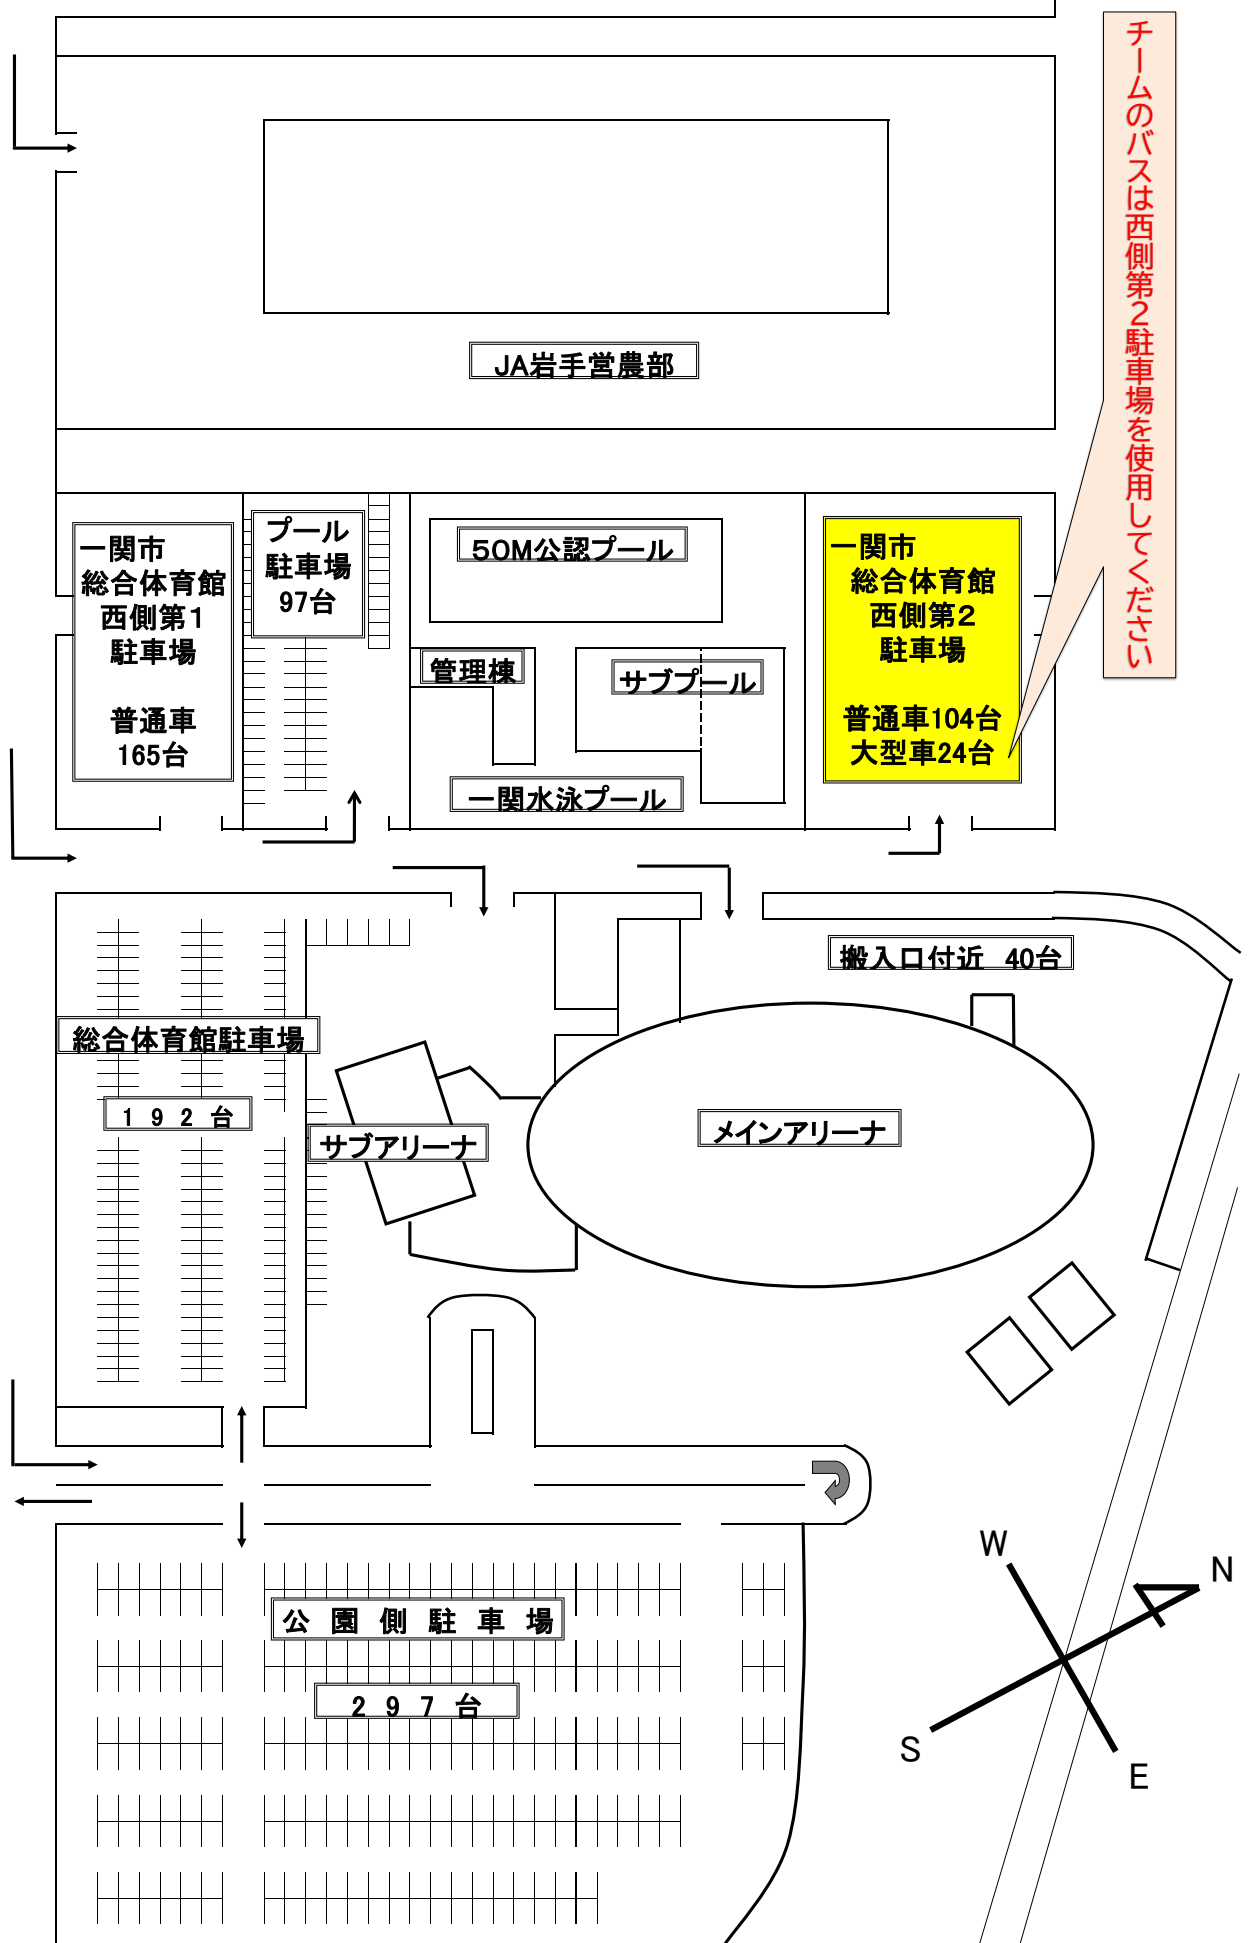 チームのバスは西側第２駐車場を使用してください
JA岩手営農部
一関市
総合体育館
西側第１
駐車場
普通車
165台
プール
駐車場
97台
５０Ｍ公認プール
管理棟
サブプール
一関水泳プール
一関市
総合体育館
西側第２
駐車場
普通車104台
大型車24台
搬入口付近　40台
総合体育館駐車場
１９２台
サブアリーナ
メインアリーナ
公園側駐車場
２９７台
W
N
S
E